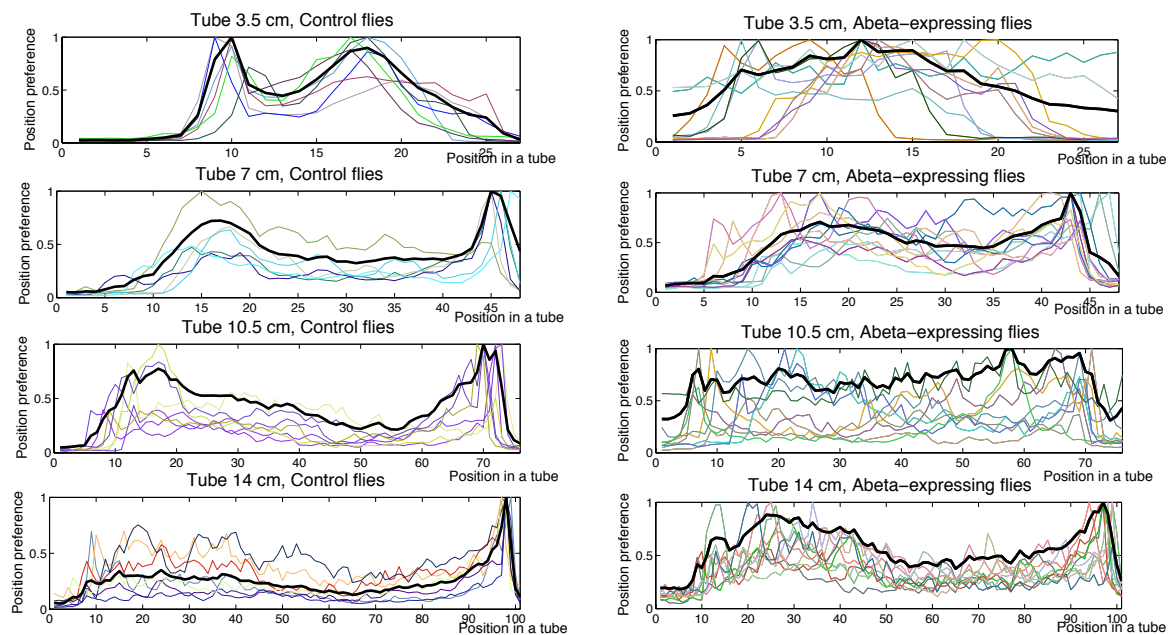 Tube 3.5 cm, Control flies
Position preference
1
0.5
0
0 5 10 15 20 25
Position in a tube
Tube 3.5 cm, Abeta-expressing flies
Position preference
1
0.5
0
0 5 10 15 20 25
Position in a tube
Tube 7 cm, Control flies
Position preference
1
0.5
0
0 5 10 15 20 25 30 35 40 45
Position in a tube
Tube 7 cm, Abeta-expressing flies
Position preference
1
0.5
0
0 5 10 15 20 25 30 35 40 45
Position in a tube
Tube 10.5 cm, Control flies
Position preference
1
0.5
0
0 10 20 30 40 50 60 70
Position in a tube
Tube 10.5 cm, Abeta-expressing flies
Position preference
1
0.5
0
0 10 20 30 40 50 60 70
Position in a tube
Tube 14 cm, Control flies
Position preference
1
0.5
0
0 10 20 30 40 50 60 70 80 90 100
Position in a tube
Tube 14 cm, Abeta-expressing flies
Position preference
1
0.5
0
0 10 20 30 40 50 60 70 80 90 100
Position in a tube